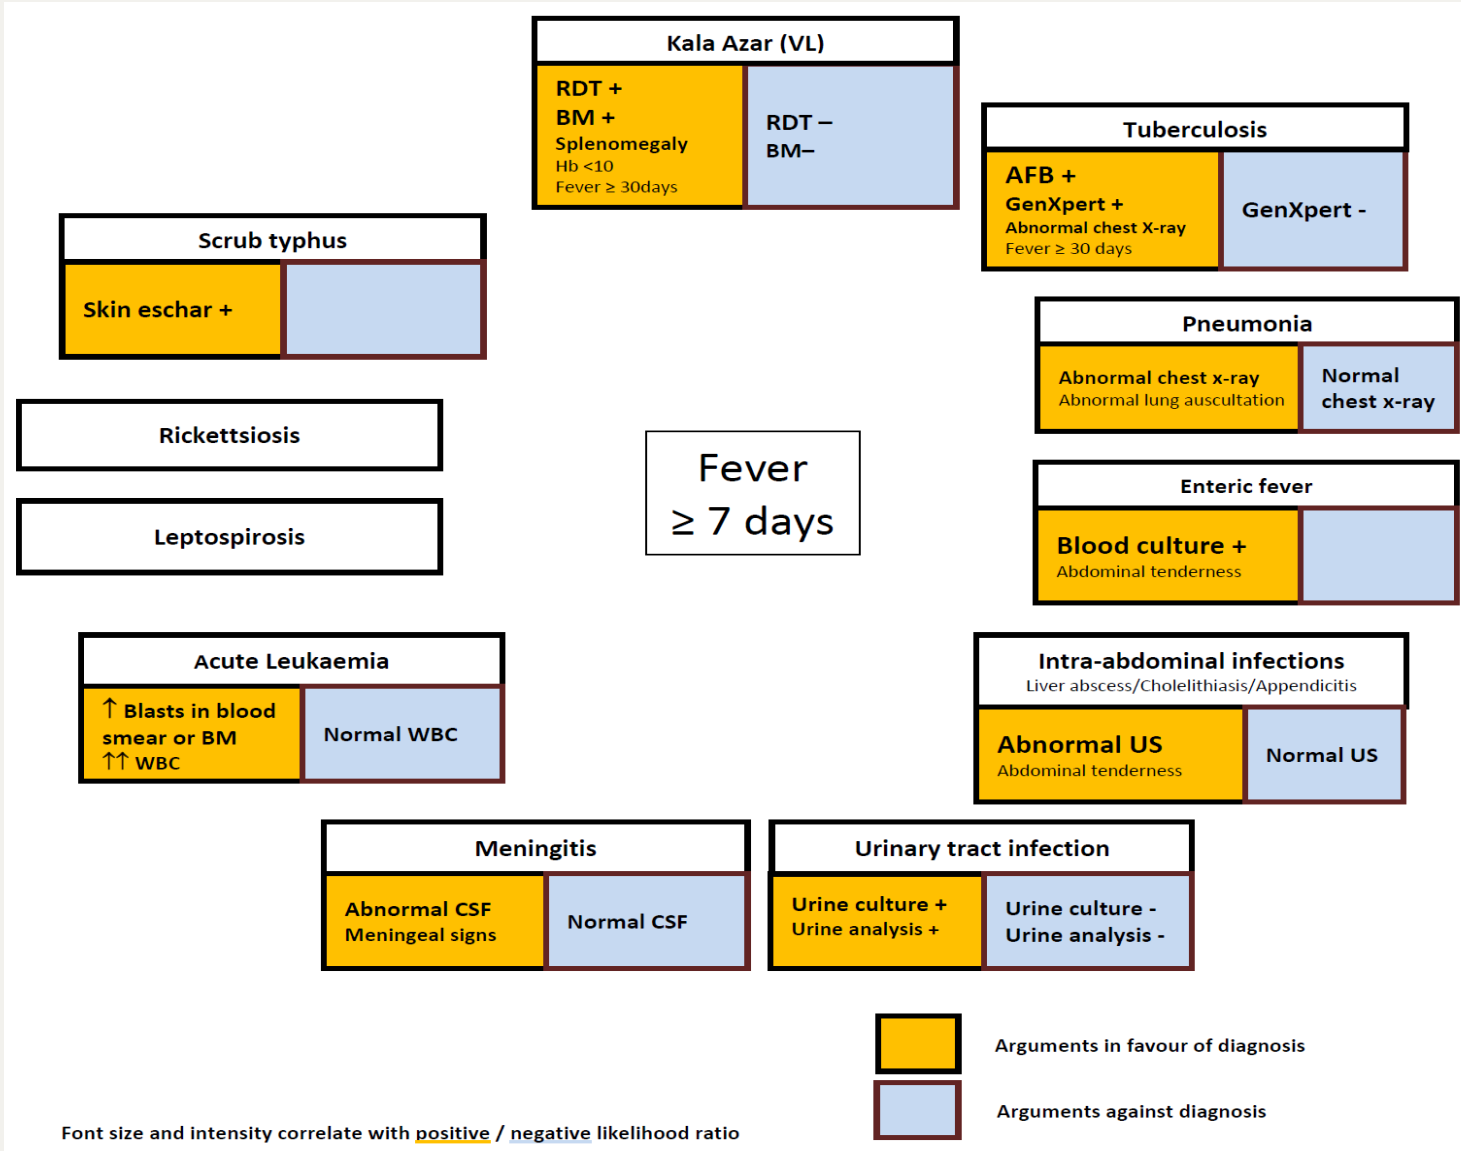 Kala Azar (VL)
RDT +
BM +
Splenomegaly
Hb <10
Fever ≥ 30days
RDT –
BM–
Tuberculosis
AFB +
GenXpert +
Abnormal chest X-ray
Fever ≥ 30 days
GenXpert -
Scrub typhus
Skin eschar +
Pneumonia
Abnormal chest x-ray
Abnormal lung auscultation
Normal
chest x-ray
Rickettsiosis
Fever
≥ 7 days
Enteric fever
Blood culture +
Abdominal tenderness
Leptospirosis
Acute Leukaemia
↑ Blasts in blood
smear or BM
↑↑ WBC
Normal WBC
Intra-abdominal infections
Liver abscess/Cholelithiasis/Appendicitis
Abnormal US
Abdominal tenderness
Normal US
Meningitis
Abnormal CSF
Meningeal signs
Normal CSF
Urinary tract infection
Urine culture +
Urine analysis +
Urine culture -
Urine analysis -
Arguments in favour of diagnosis
Arguments against diagnosis
Font size and intensity correlate with positive / negative likelihood ratio